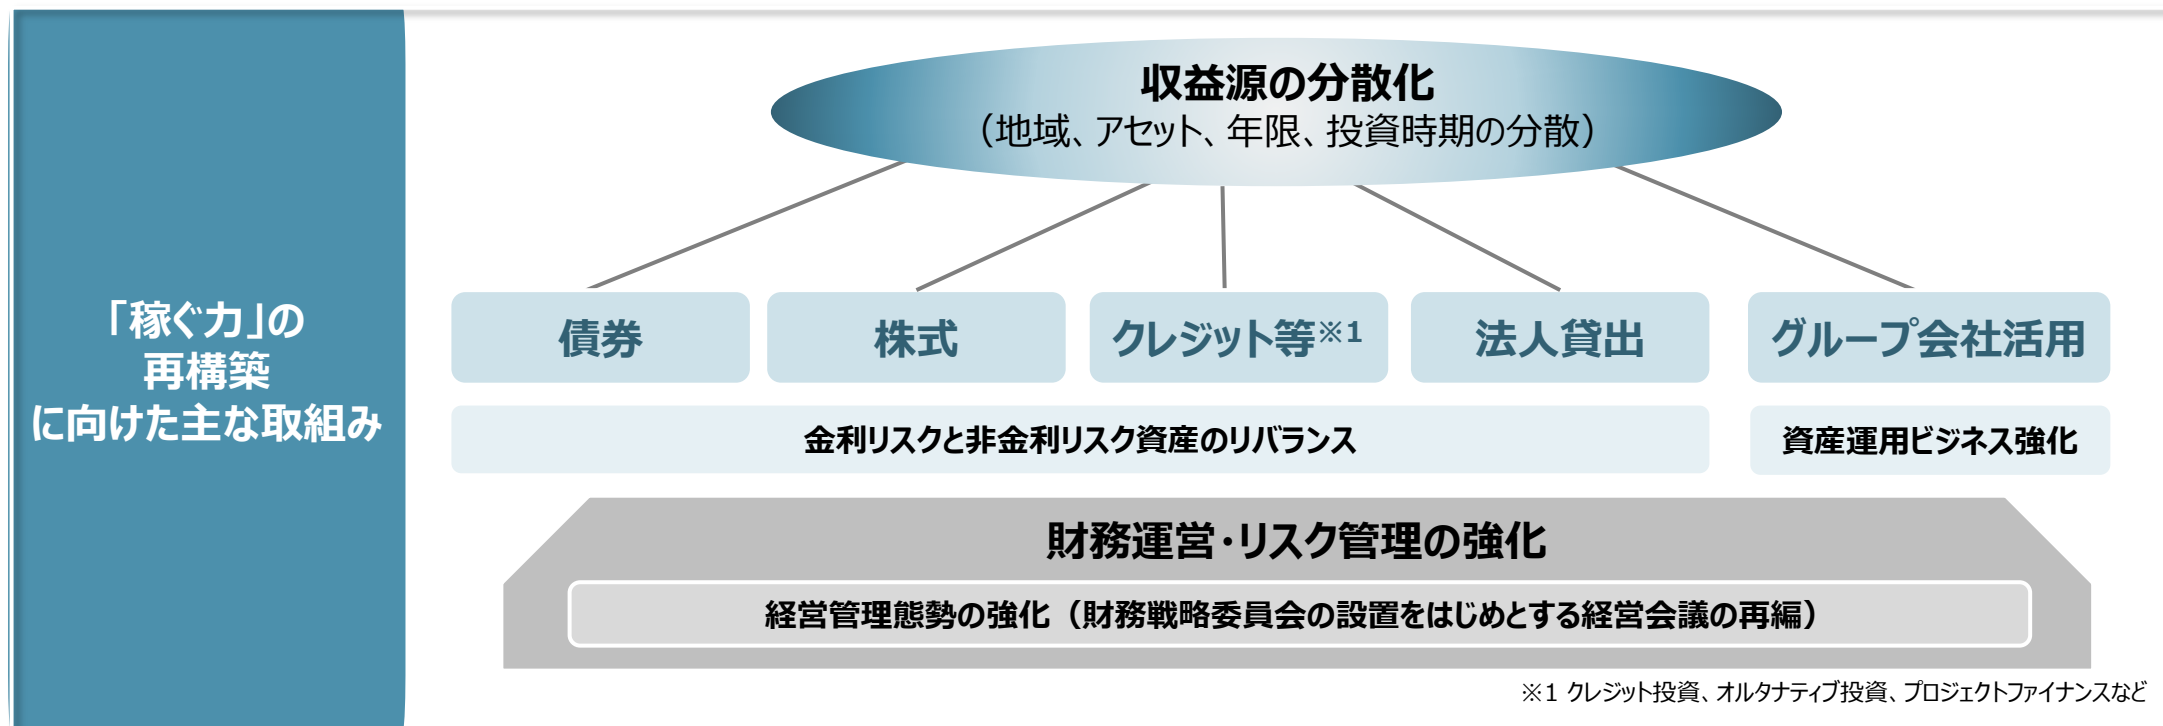 「稼ぐ力」の
再構築
に向けた主な取組み
収益源の分散化
（地域、アセット、年限、投資時期の分散）
債券
株式
クレジット等※1
法人貸出
グループ会社活用
金利リスクと非金利リスク資産のリバランス
資産運用ビジネス強化
財務運営・リスク管理の強化
経営管理態勢の強化（財務戦略委員会の設置をはじめとする経営会議の再編）
※1 クレジット投資、オルタナティブ投資、プロジェクトファイナンスなど